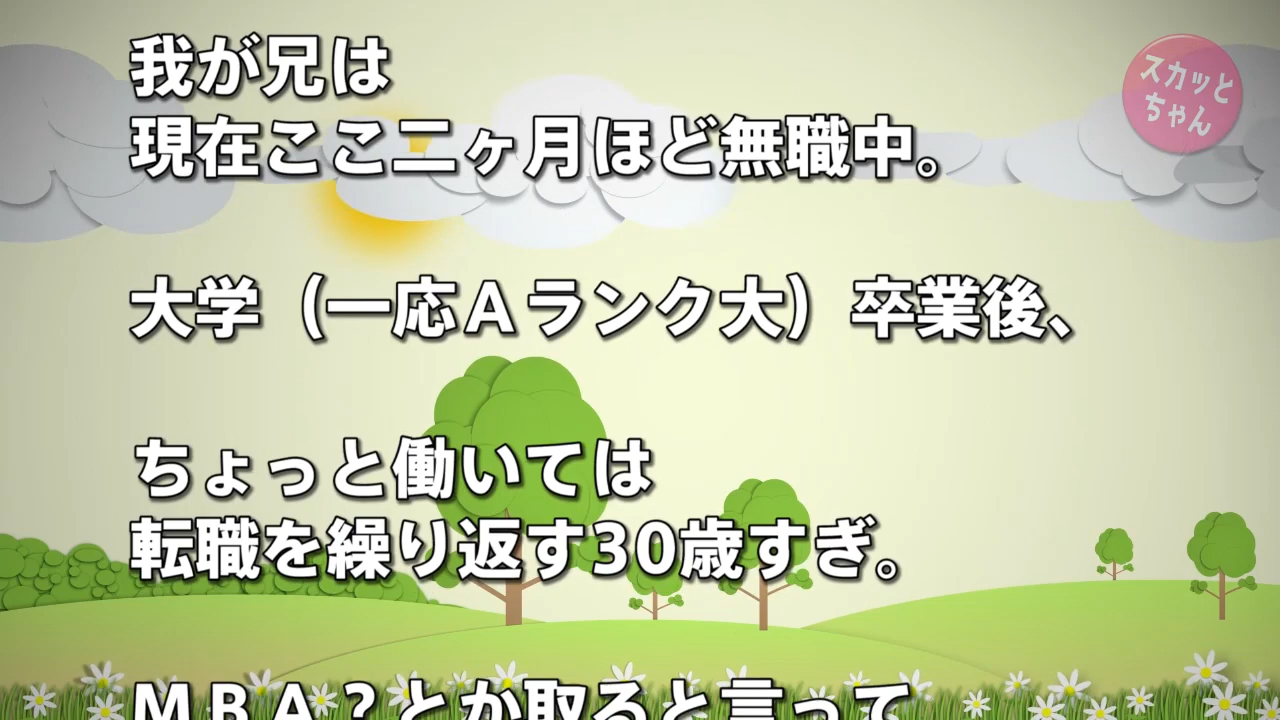 我が兄は
現在ここ二ヶ月ほど無職中。
大学（一応Ａランク大）卒業後、
ちょっと働いては
転職を繰り返す30歳すぎ。
ＭＢＡ？とか取ると言って
スカッと
ちゃん